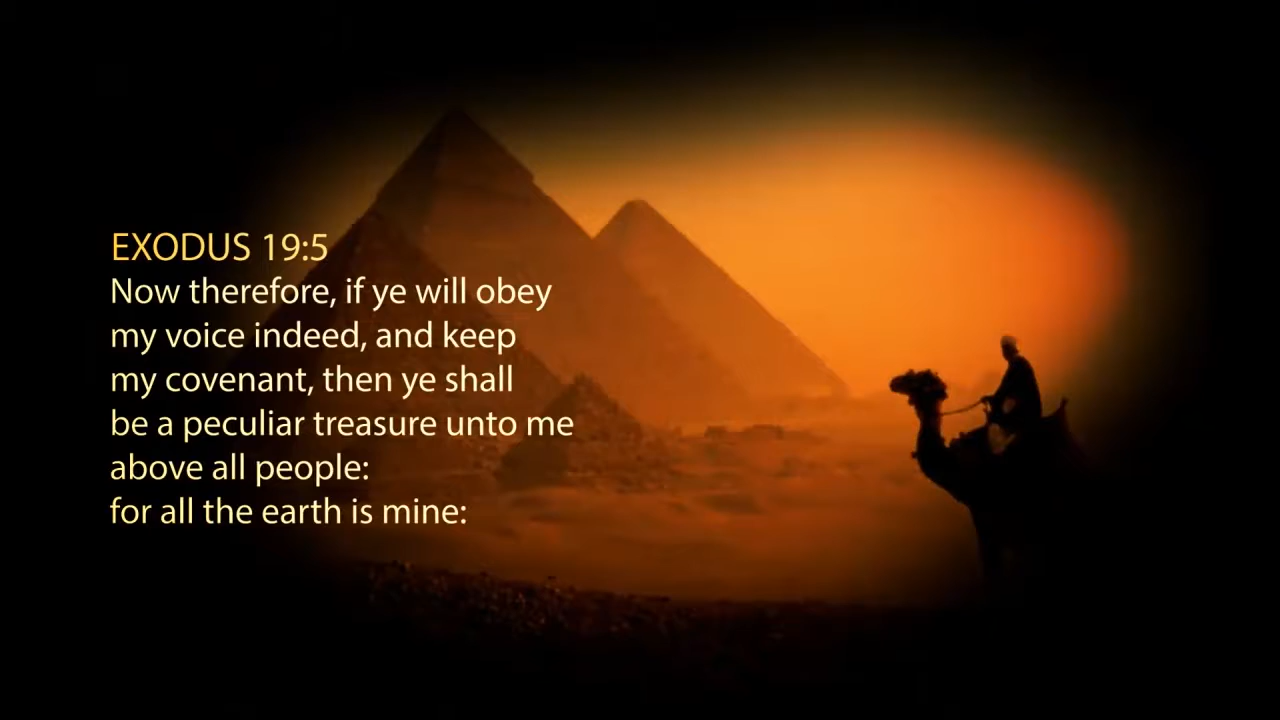 EXODUS 19:5
Now therefore, if ye will obey
my voice indeed, and keep
my covenant, then ye shall
be a peculiar treasure unto me
above all people:
for all the earth is mine: